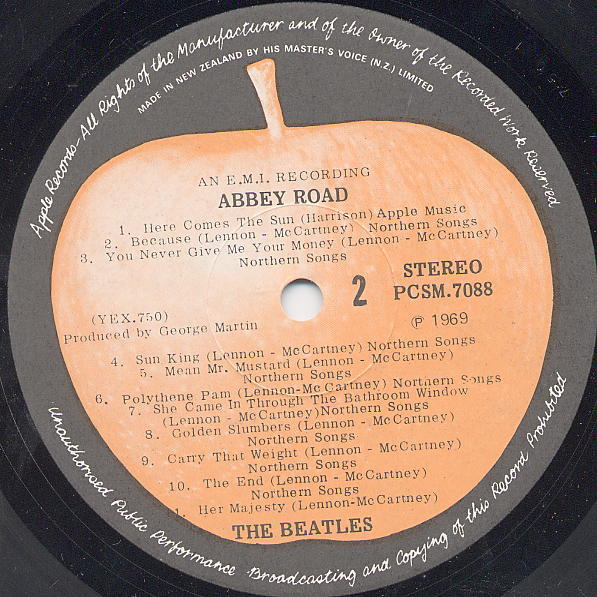 Apple Records-All Rights of the Manufacturer and of the Owner of the Recorded Work Reserved
MADE IN NEW ZEALAND BY HIS MASTER'S VOICE (N.Z.) LIMITED
AN E.M.I. RECORDING
ABBEY ROAD
1. Here Comes The Sun (Harrison) Apple Music
2. Because (Lennon - McCartney) Northern Songs
3. You Never Give Me Your Money (Lennon - McCartney)
Northern Songs
2
STEREO
PCSM.7088
(YEX.750)
Produced by George Martin
℗ 1969
4. Sun King (Lennon - McCartney) Northern Songs
5. Mean Mr. Mustard (Lennon - McCartney)
Northern Songs
6. Polythene Pam (Lennon-McCartney) Northern Songs
7. She Came In Through The Bathroom Window
(Lennon - McCartney) Northern Songs
8. Golden Slumbers (Lennon - McCartney)
Northern Songs
9. Carry That Weight (Lennon - McCartney)
Northern Songs
10. The End (Lennon - McCartney)
Northern Songs
1. Her Majesty (Lennon-McCartney)
THE BEATLES
Unauthorised Public Performance - Broadcasting and Copying of this Record Prohibited